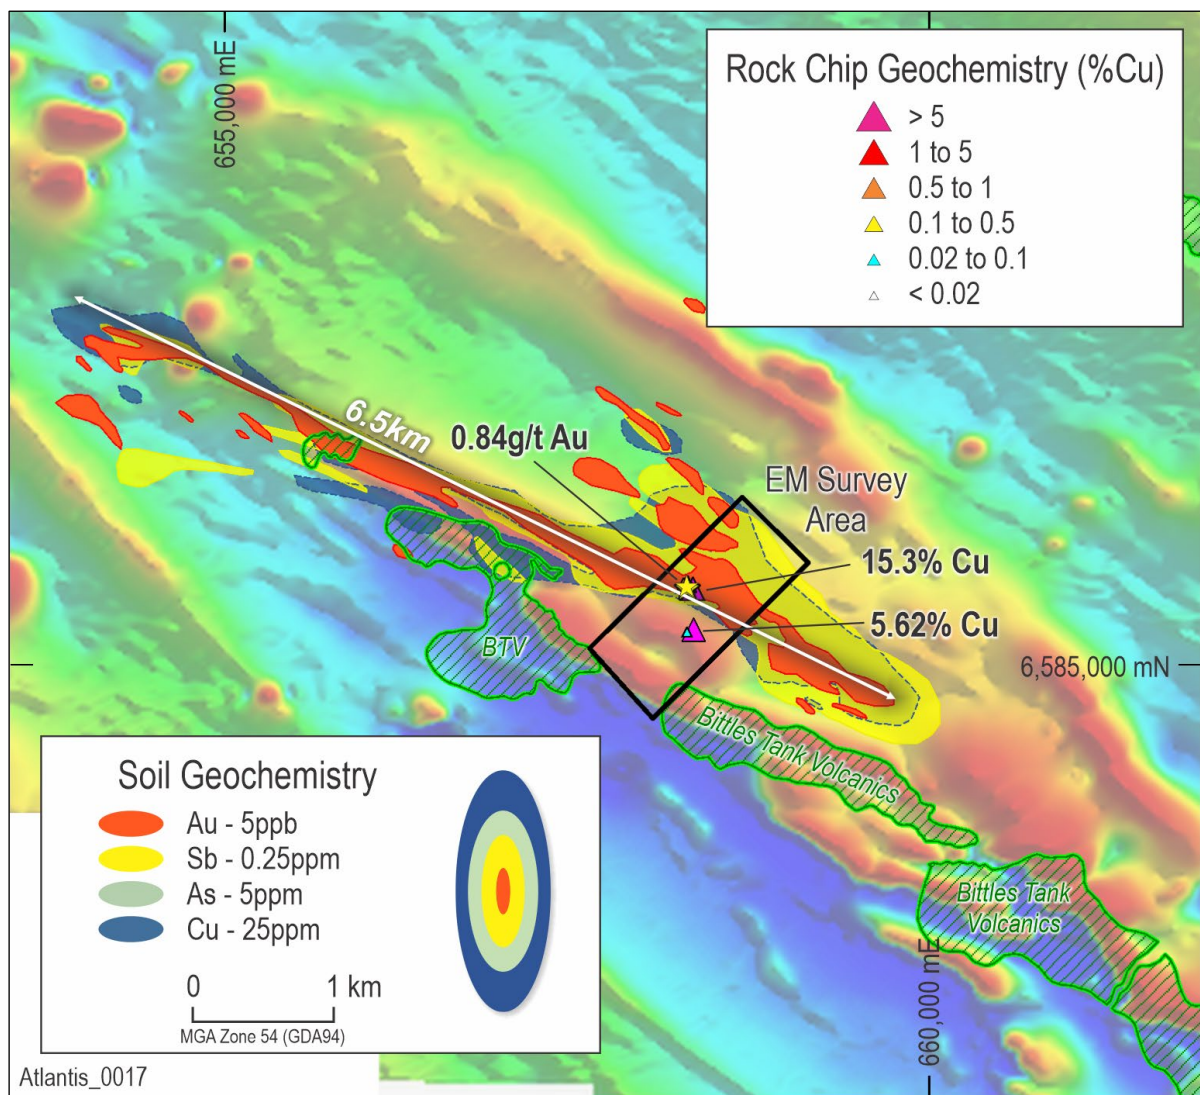 655,000 mE
Rock Chip Geochemistry (%Cu)
> 5
1 to 5
0.5 to 1
0.1 to 0.5
0.02 to 0.1
< 0.02
6.5km
0.84g/t Au
EM Survey
Area
15.3% Cu
5.62% Cu
BTV
6,585,000 mN
Bittles Tank Volcanics
Bittles Tank
Volcanics
660,000 mE
Soil Geochemistry
Au - 5ppb
Sb - 0.25ppm
As - 5ppm
Cu - 25ppm
0 1 km
MGA Zone 54 (GDA94)
Atlantis_0017